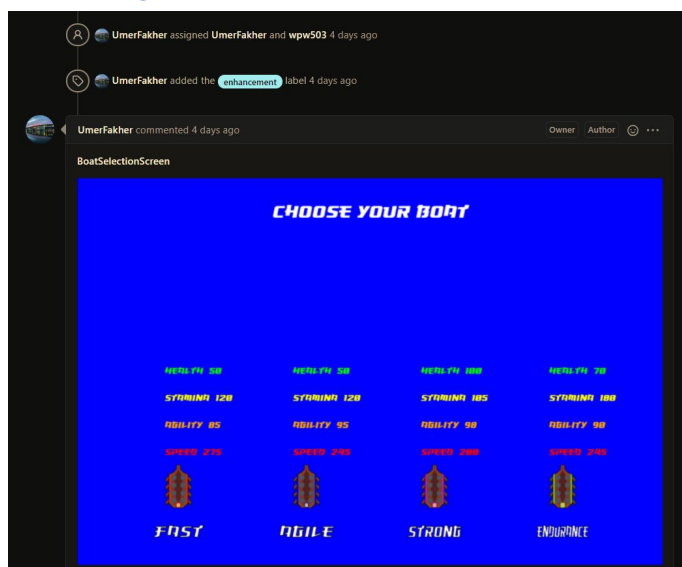 UmerFakher assigned UmerFakher and wpw503 4 days ago
UmerFakher added the enhancement label 4 days ago
UmerFakher commented 4 days ago Owner Author ...
BoatSelectionScreen
CHOOSE YOUR BOAT
HEALTH 50 HEALTH 50 HEALTH 100 HEALTH 70
STAMINA 120 STAMINA 120 STAMINA 105 STAMINA
AGILITY 85 AGILITY 95 AGILITY 90 AGILITY 90
SPEED 275 SPEED 245 SPEED SPEED 245
FAST AGILE STRONG ENDURANCE